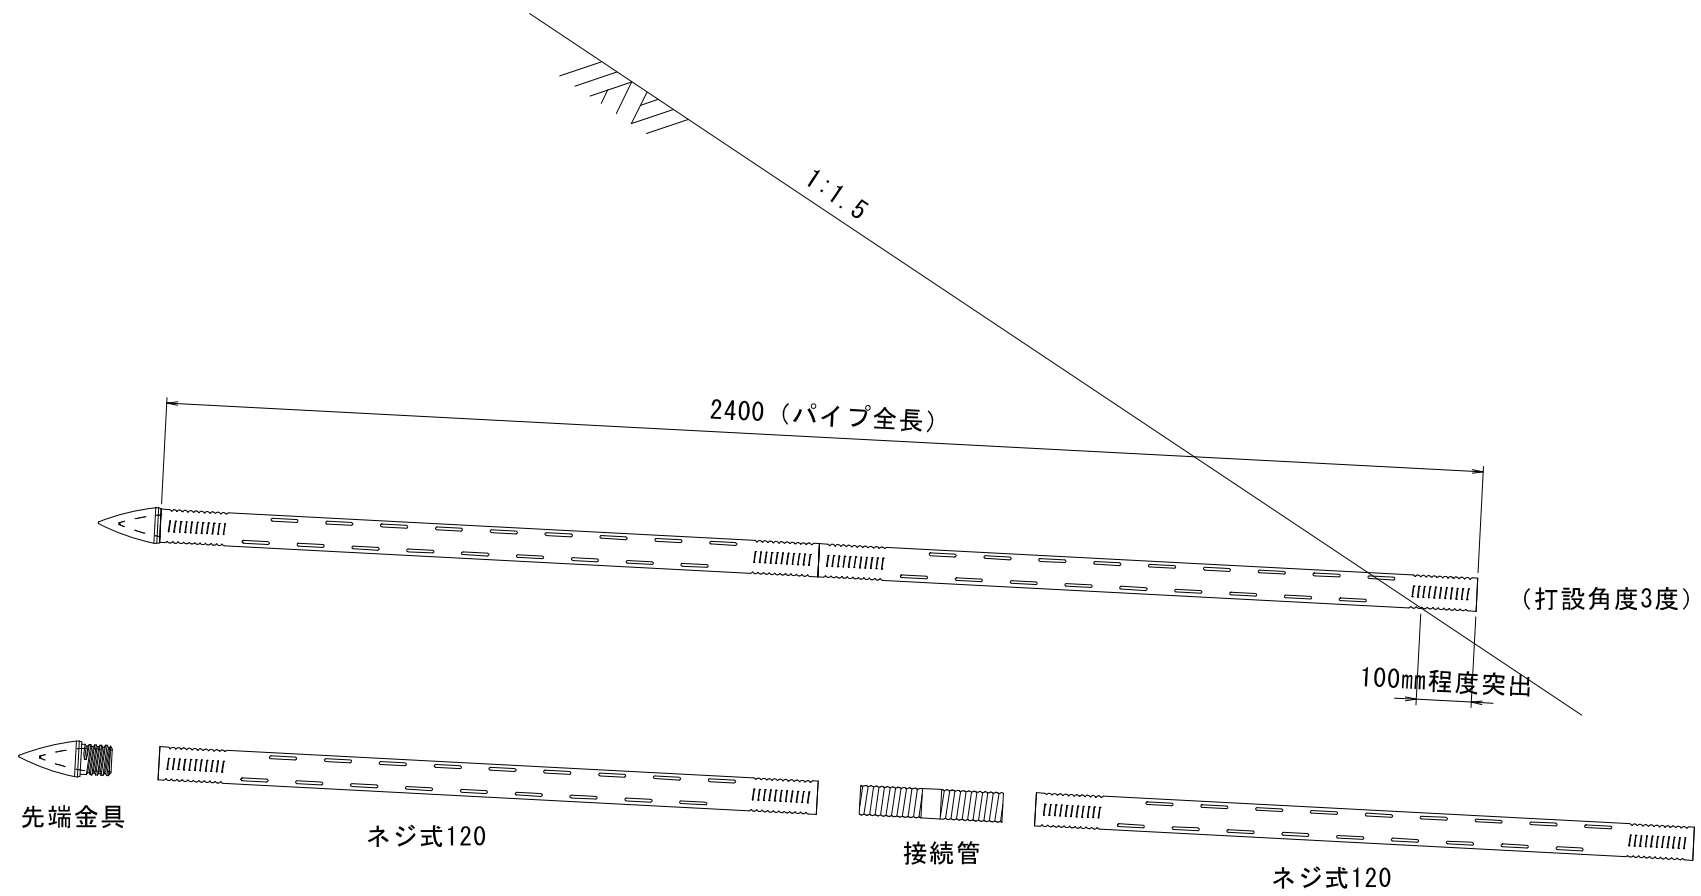 1:1.5
2400（パイプ全長）
（打設角度3度）
100mm程度突出
先端金具
ネジ式120
接続管
ネジ式120